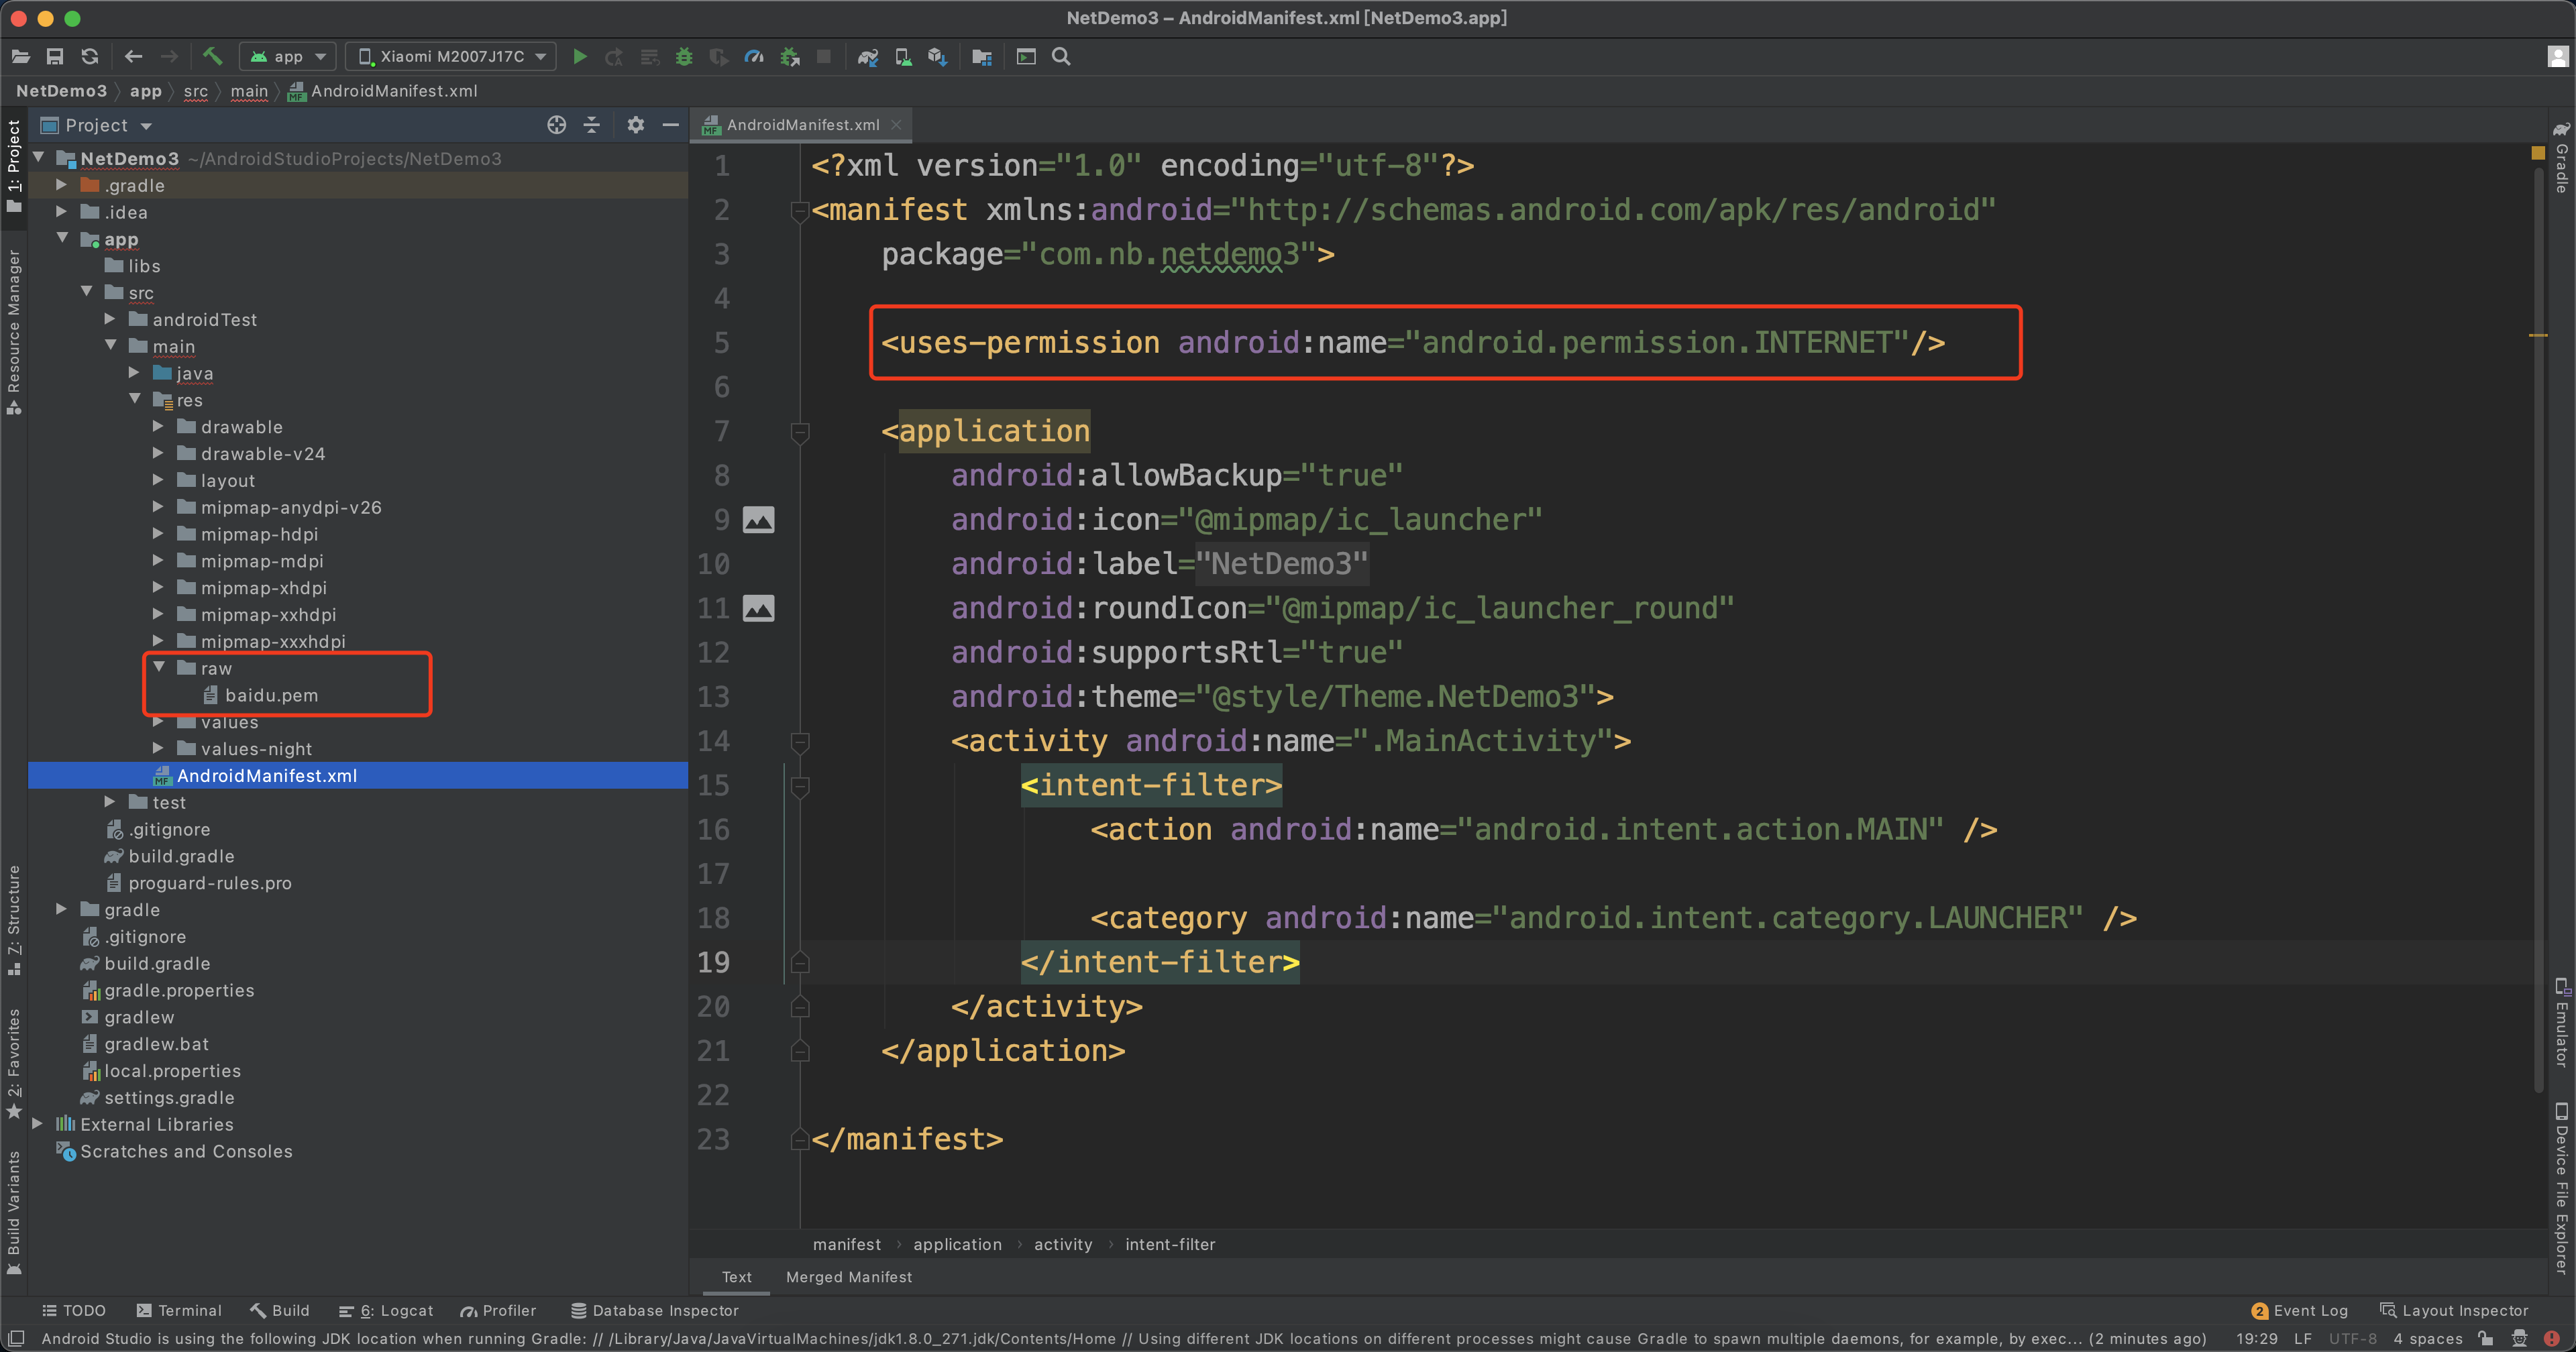 NetDemo3 – AndroidManifest.xml [NetDemo3.app]
app
Xiaomi M2007J17C
NetDemo3
app
src
main
AndroidManifest.xml
Project
AndroidManifest.xml
1: Project
Resource Manager
7: Structure
2: Favorites
Build Variants
NetDemo3 ~/AndroidStudioProjects/NetDemo3
.gradle
.idea
app
libs
src
androidTest
main
java
res
drawable
drawable-v24
layout
mipmap-anydpi-v26
mipmap-hdpi
mipmap-mdpi
mipmap-xhdpi
mipmap-xxhdpi
mipmap-xxxhdpi
raw
baidu.pem
values
values-night
AndroidManifest.xml
test
.gitignore
build.gradle
proguard-rules.pro
gradle
.gitignore
build.gradle
gradle.properties
gradlew
gradlew.bat
local.properties
settings.gradle
External Libraries
Scratches and Consoles
1 <?xml version="1.0" encoding="utf-8"?>
2 <manifest xmlns:android="http://schemas.android.com/apk/res/android"
3 package="com.nb.netdemo3">
4
5 <uses-permission android:name="android.permission.INTERNET"/>
6
7 <application
8 android:allowBackup="true"
9 android:icon="@mipmap/ic_launcher"
10 android:label="NetDemo3"
11 android:roundIcon="@mipmap/ic_launcher_round"
12 android:supportsRtl="true"
13 android:theme="@style/Theme.NetDemo3">
14 <activity android:name=".MainActivity">
15 <intent-filter>
16 <action android:name="android.intent.action.MAIN" />
17
18 <category android:name="android.intent.category.LAUNCHER" />
19 </intent-filter>
20 </activity>
21 </application>
22
23 </manifest>
Gradle
Emulator
Device File Explorer
manifest › application › activity › intent-filter
Text
Merged Manifest
TODO
Terminal
Build
6: Logcat
Profiler
Database Inspector
2 Event Log
Layout Inspector
Android Studio is using the following JDK location when running Gradle: // /Library/Java/JavaVirtualMachines/jdk1.8.0_271.jdk/Contents/Home // Using different JDK locations on different processes might cause Gradle to spawn multiple daemons, for example, by exec... (2 minutes ago)
19:29 LF UTF-8 4 spaces